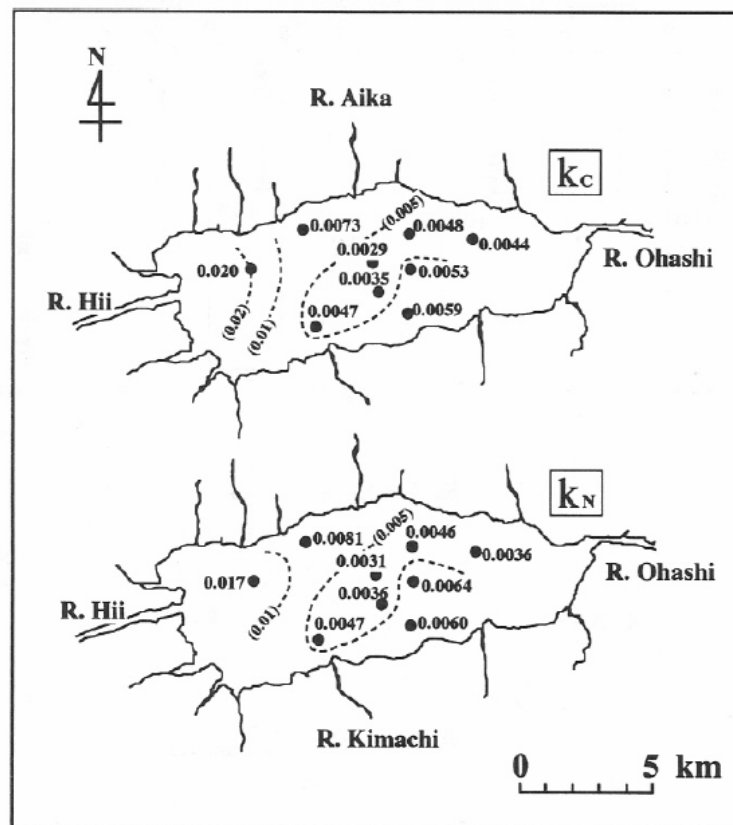 N
R. Aika
kC
(0.005)
0.0073
0.0048
0.0044
0.0029
0.020
0.0053
R. Ohashi
0.0035
R. Hii
0.0047
0.0059
(0.02)
(0.01)
kN
(0.005)
0.0081
0.0046
0.0036
0.0031
0.017
0.0064
R. Ohashi
0.0036
R. Hii
0.0047
0.0060
(0.01)
R. Kimachi
0 5 km